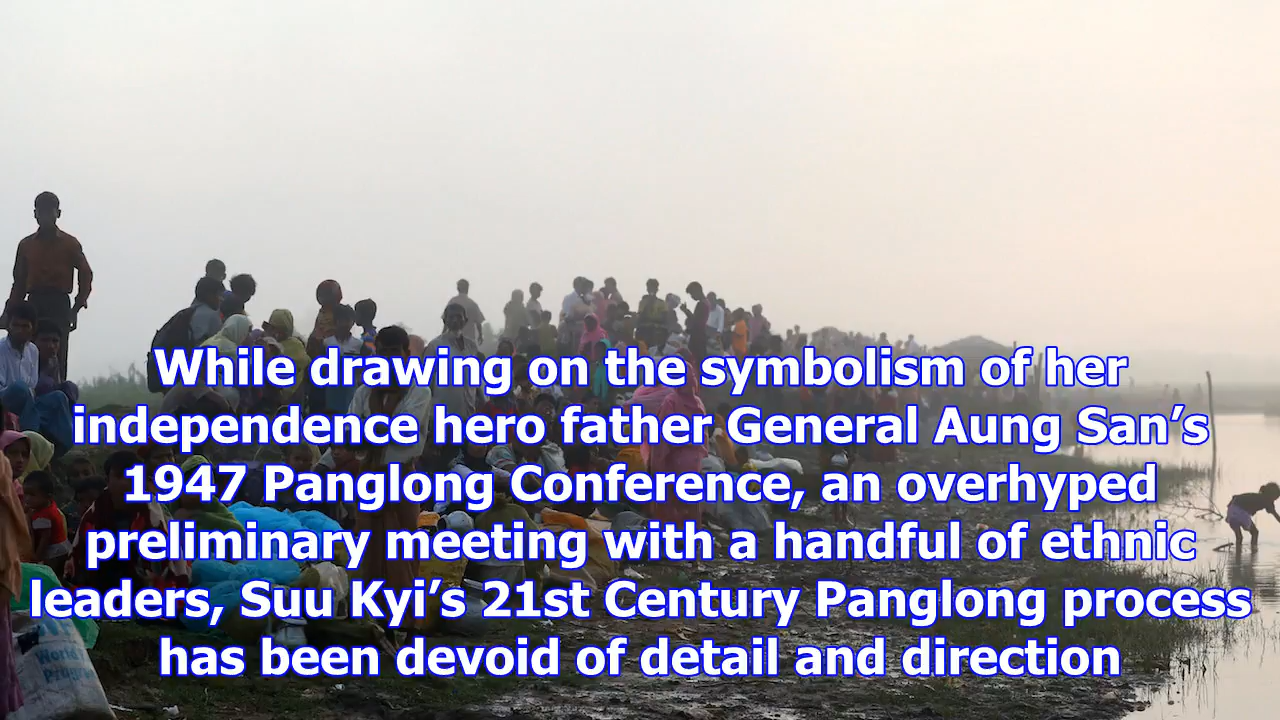 While drawing on the symbolism of her
independence hero father General Aung San’s
1947 Panglong Conference, an overhyped
preliminary meeting with a handful of ethnic
leaders, Suu Kyi’s 21st Century Panglong process
has been devoid of detail and direction
World
Progr